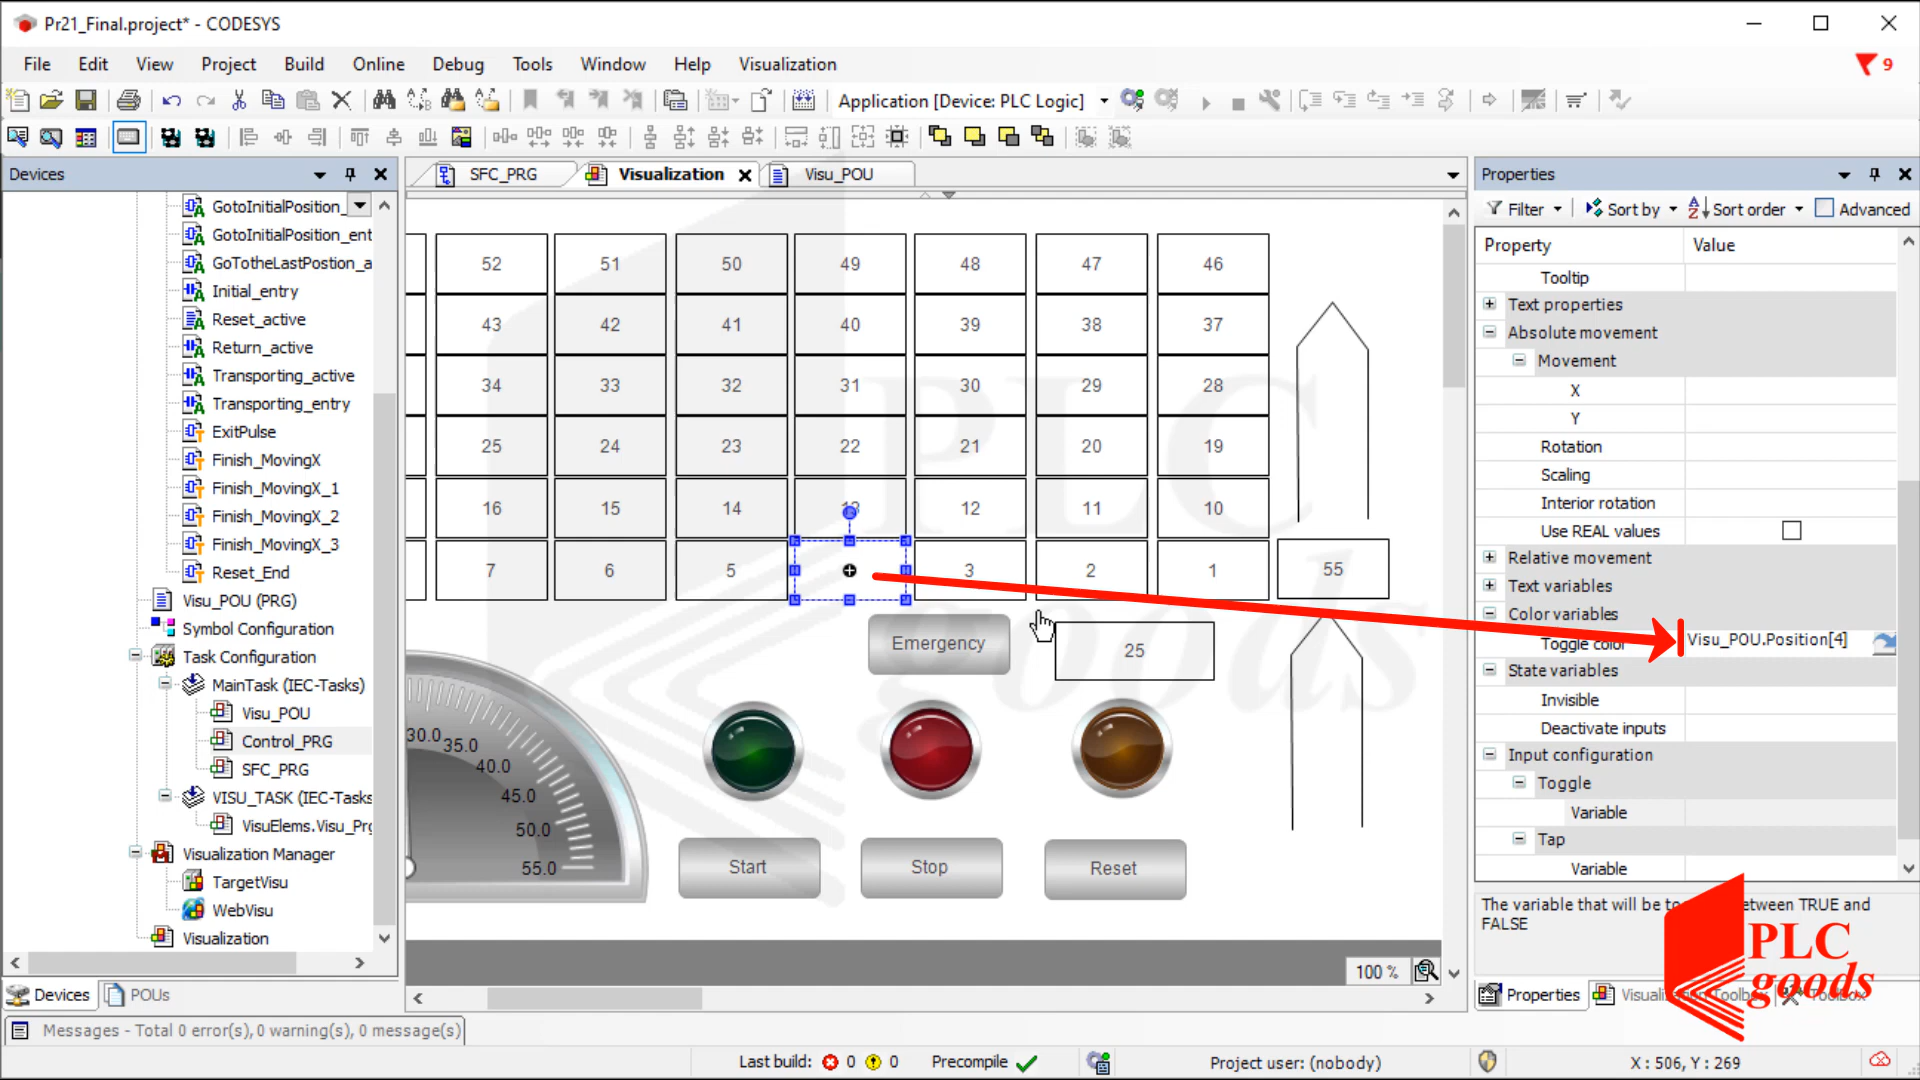 Pr21_Final.project* - CODESYS
File Edit View Project Build Online Debug Tools Window Help Visualization
9
Application [Device: PLC Logic]
Devices
SFC_PRG
Visualization
Visu_POU
Properties
GotoInitialPosition_
GotoInitialPosition_ent
GoTotheLastPostion_a
Initial_entry
Reset_active
Return_active
Transporting_active
Transporting_entry
ExitPulse
Finish_MovingX
Finish_MovingX_1
Finish_MovingX_2
Finish_MovingX_3
Reset_End
Visu_POU (PRG)
Symbol Configuration
Task Configuration
MainTask (IEC-Tasks)
Visu_POU
Control_PRG
SFC_PRG
VISU_TASK (IEC-Tasks
VisuElems.Visu_Prg
Visualization Manager
TargetVisu
WebVisu
Visualization
Devices POUs
52 51 50 49 48 47 46
43 42 41 40 39 38 37
34 33 32 31 30 29 28
25 24 23 22 21 20 19
16 15 14 13 12 11 10
7 6 5 3 2 1 55
Emergency
25
30.0
35.0
40.0
45.0
50.0
55.0
Start
Stop
Reset
100 %
PLC
goods
Filter Sort by Sort order Advanced
Property Value
Tooltip
Text properties
Absolute movement
Movement
X
Y
Rotation
Scaling
Interior rotation
Use REAL values
Relative movement
Text variables
Color variables
Toggle color Visu_POU.Position[4]
State variables
Invisible
Deactivate inputs
Input configuration
Toggle
Variable
Tap
Variable
The variable that will be to between TRUE and
FALSE
PLC
goods
Properties
Visualization Toolbox
Toolbox
Messages - Total 0 error(s), 0 warning(s), 0 message(s)
Last build: 0 0 Precompile
Project user: (nobody)
X : 506, Y : 269